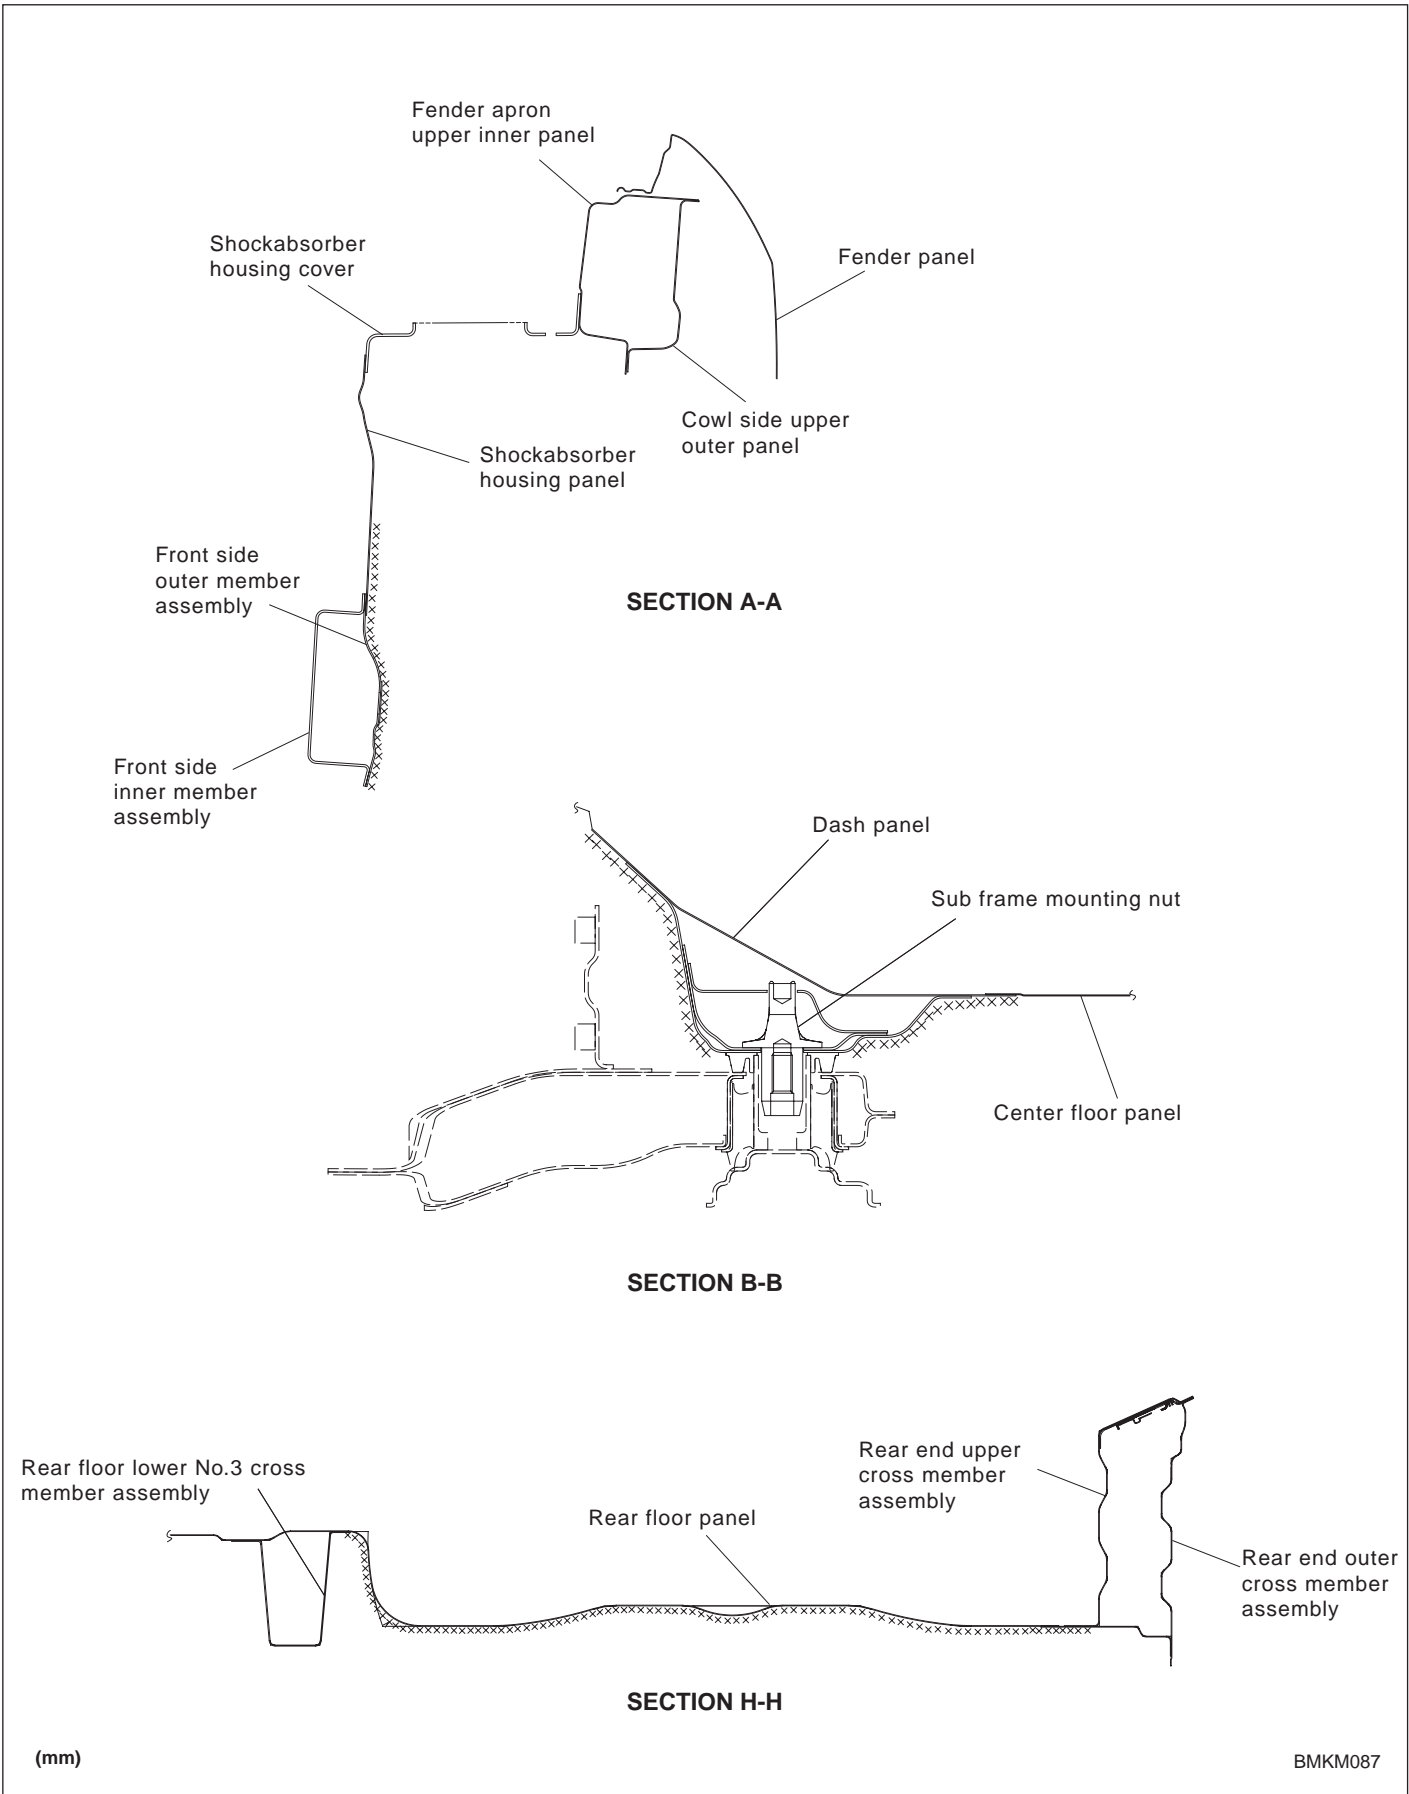 Fender apron
upper inner panel
Shockabsorber
housing cover
Fender panel
Cowl side upper
outer panel
Shockabsorber
housing panel
Front side
outer member
assembly
SECTION A-A
Front side
inner member
assembly
Dash panel
Sub frame mounting nut
Center floor panel
SECTION B-B
Rear end upper
cross member
assembly
Rear floor lower No.3 cross
member assembly
Rear floor panel
Rear end outer
cross member
assembly
SECTION H-H
(mm)
BMKM087